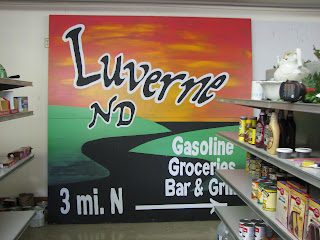 Luverne
ND
Gasoline
Groceries
Bar & Grill
3 mi. N